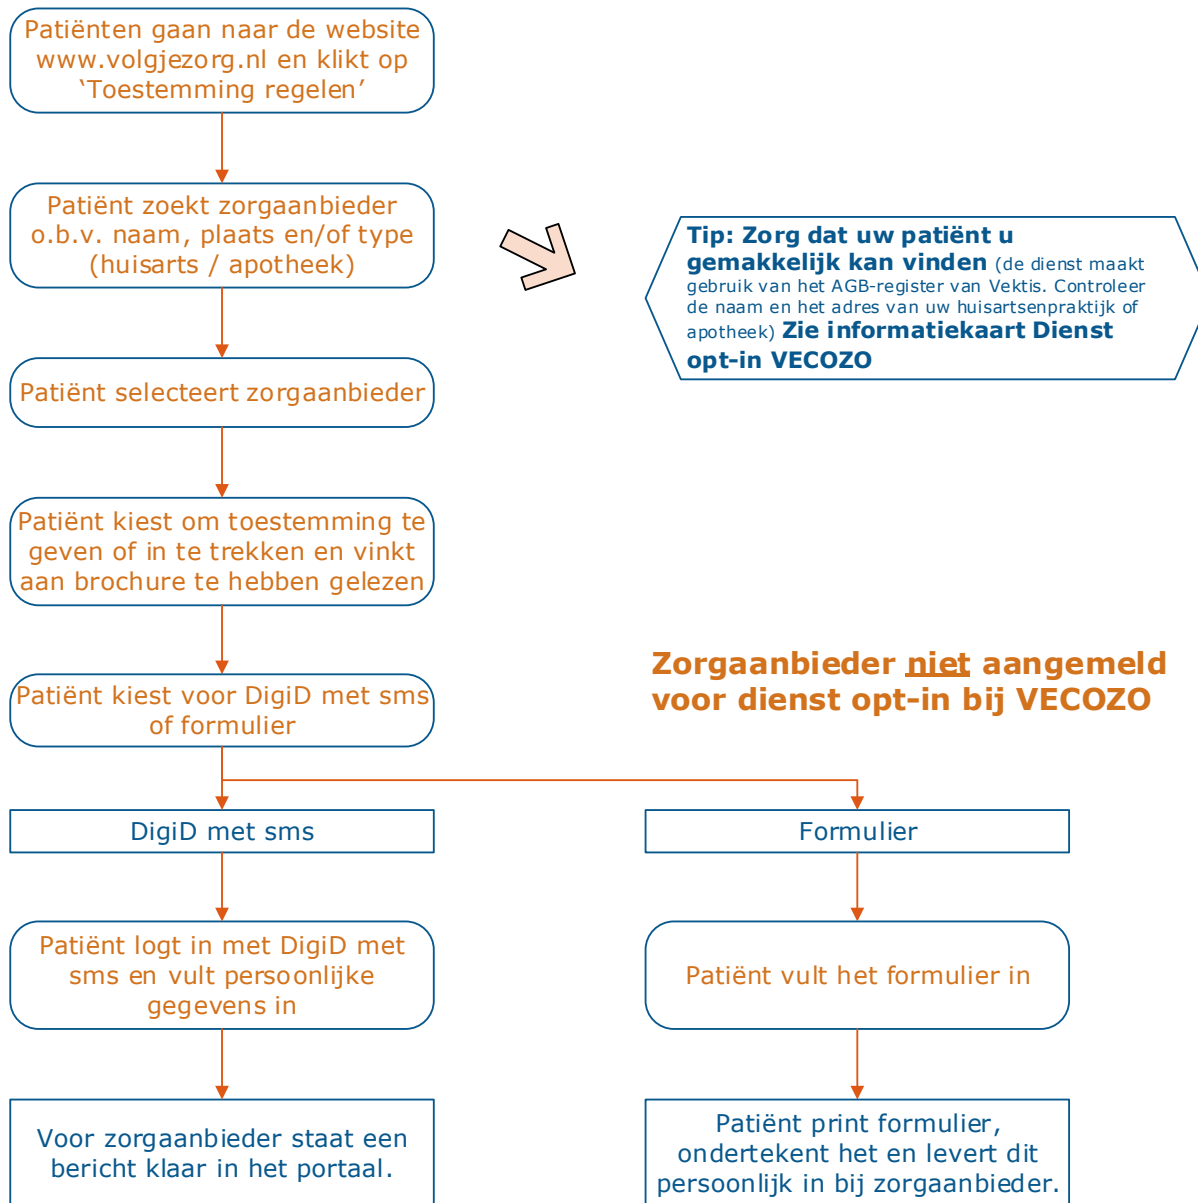 Patiënten gaan naar de website
www.volgjezorg.nl en klikt op
‘Toestemming regelen’
Patiënt zoekt zorgaanbieder
o.b.v. naam, plaats en/of type
(huisarts / apotheek)
Tip: Zorg dat uw patiënt u
gemakkelijk kan vinden (de dienst maakt
gebruik van het AGB-register van Vektis. Controleer
de naam en het adres van uw huisartsenpraktijk of
apotheek) Zie informatiekaart Dienst
opt-in VECOZO
Patiënt selecteert zorgaanbieder
Patiënt kiest om toestemming te
geven of in te trekken en vinkt
aan brochure te hebben gelezen
Zorgaanbieder niet aangemeld
voor dienst opt-in bij VECOZO
Patiënt kiest voor DigiD met sms
of formulier
DigiD met sms
Formulier
Patiënt logt in met DigiD met
sms en vult persoonlijke
gegevens in
Patiënt vult het formulier in
Voor zorgaanbieder staat een
bericht klaar in het portaal.
Patiënt print formulier,
ondertekent het en levert dit
persoonlijk in bij zorgaanbieder.